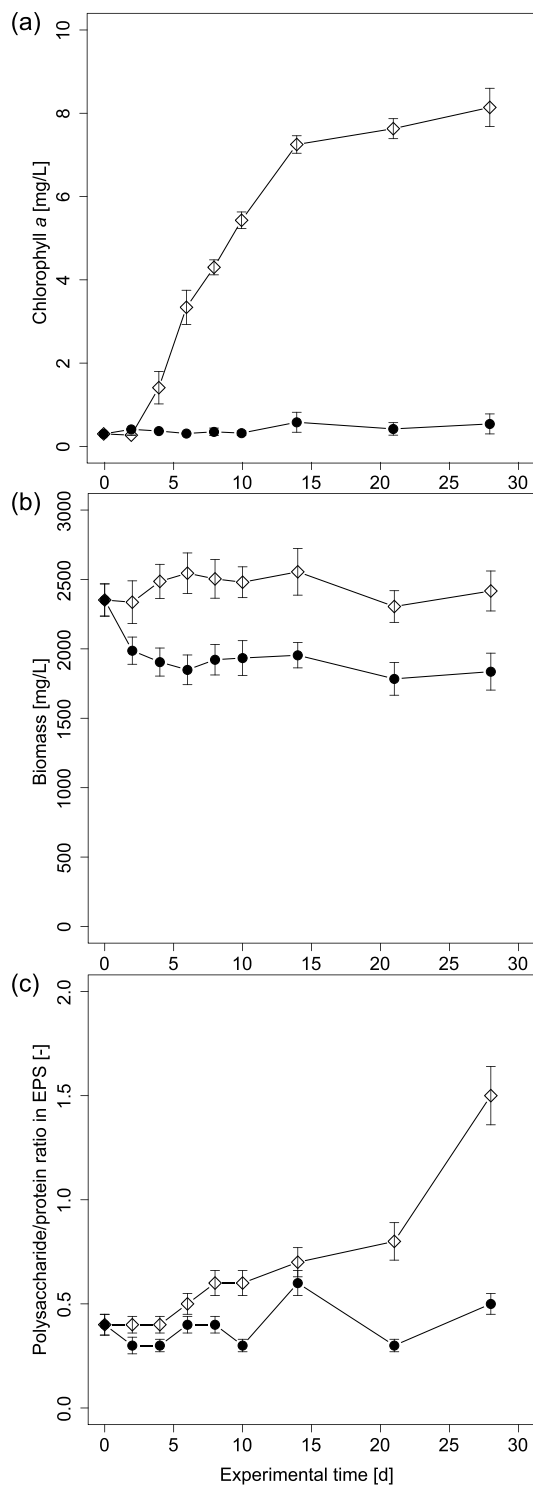 (a)
Chlorophyll a [mg/L]
10
8
6
4
2
0
0 5 10 15 20 25 30
(b)
Biomass [mg/L]
3000
2500
2000
1500
1000
500
0
0 5 10 15 20 25 30
(c)
Polysaccharide/protein ratio in EPS [-]
2.0
1.5
1.0
0.5
0.0
0 5 10 15 20 25 30
Experimental time [d]